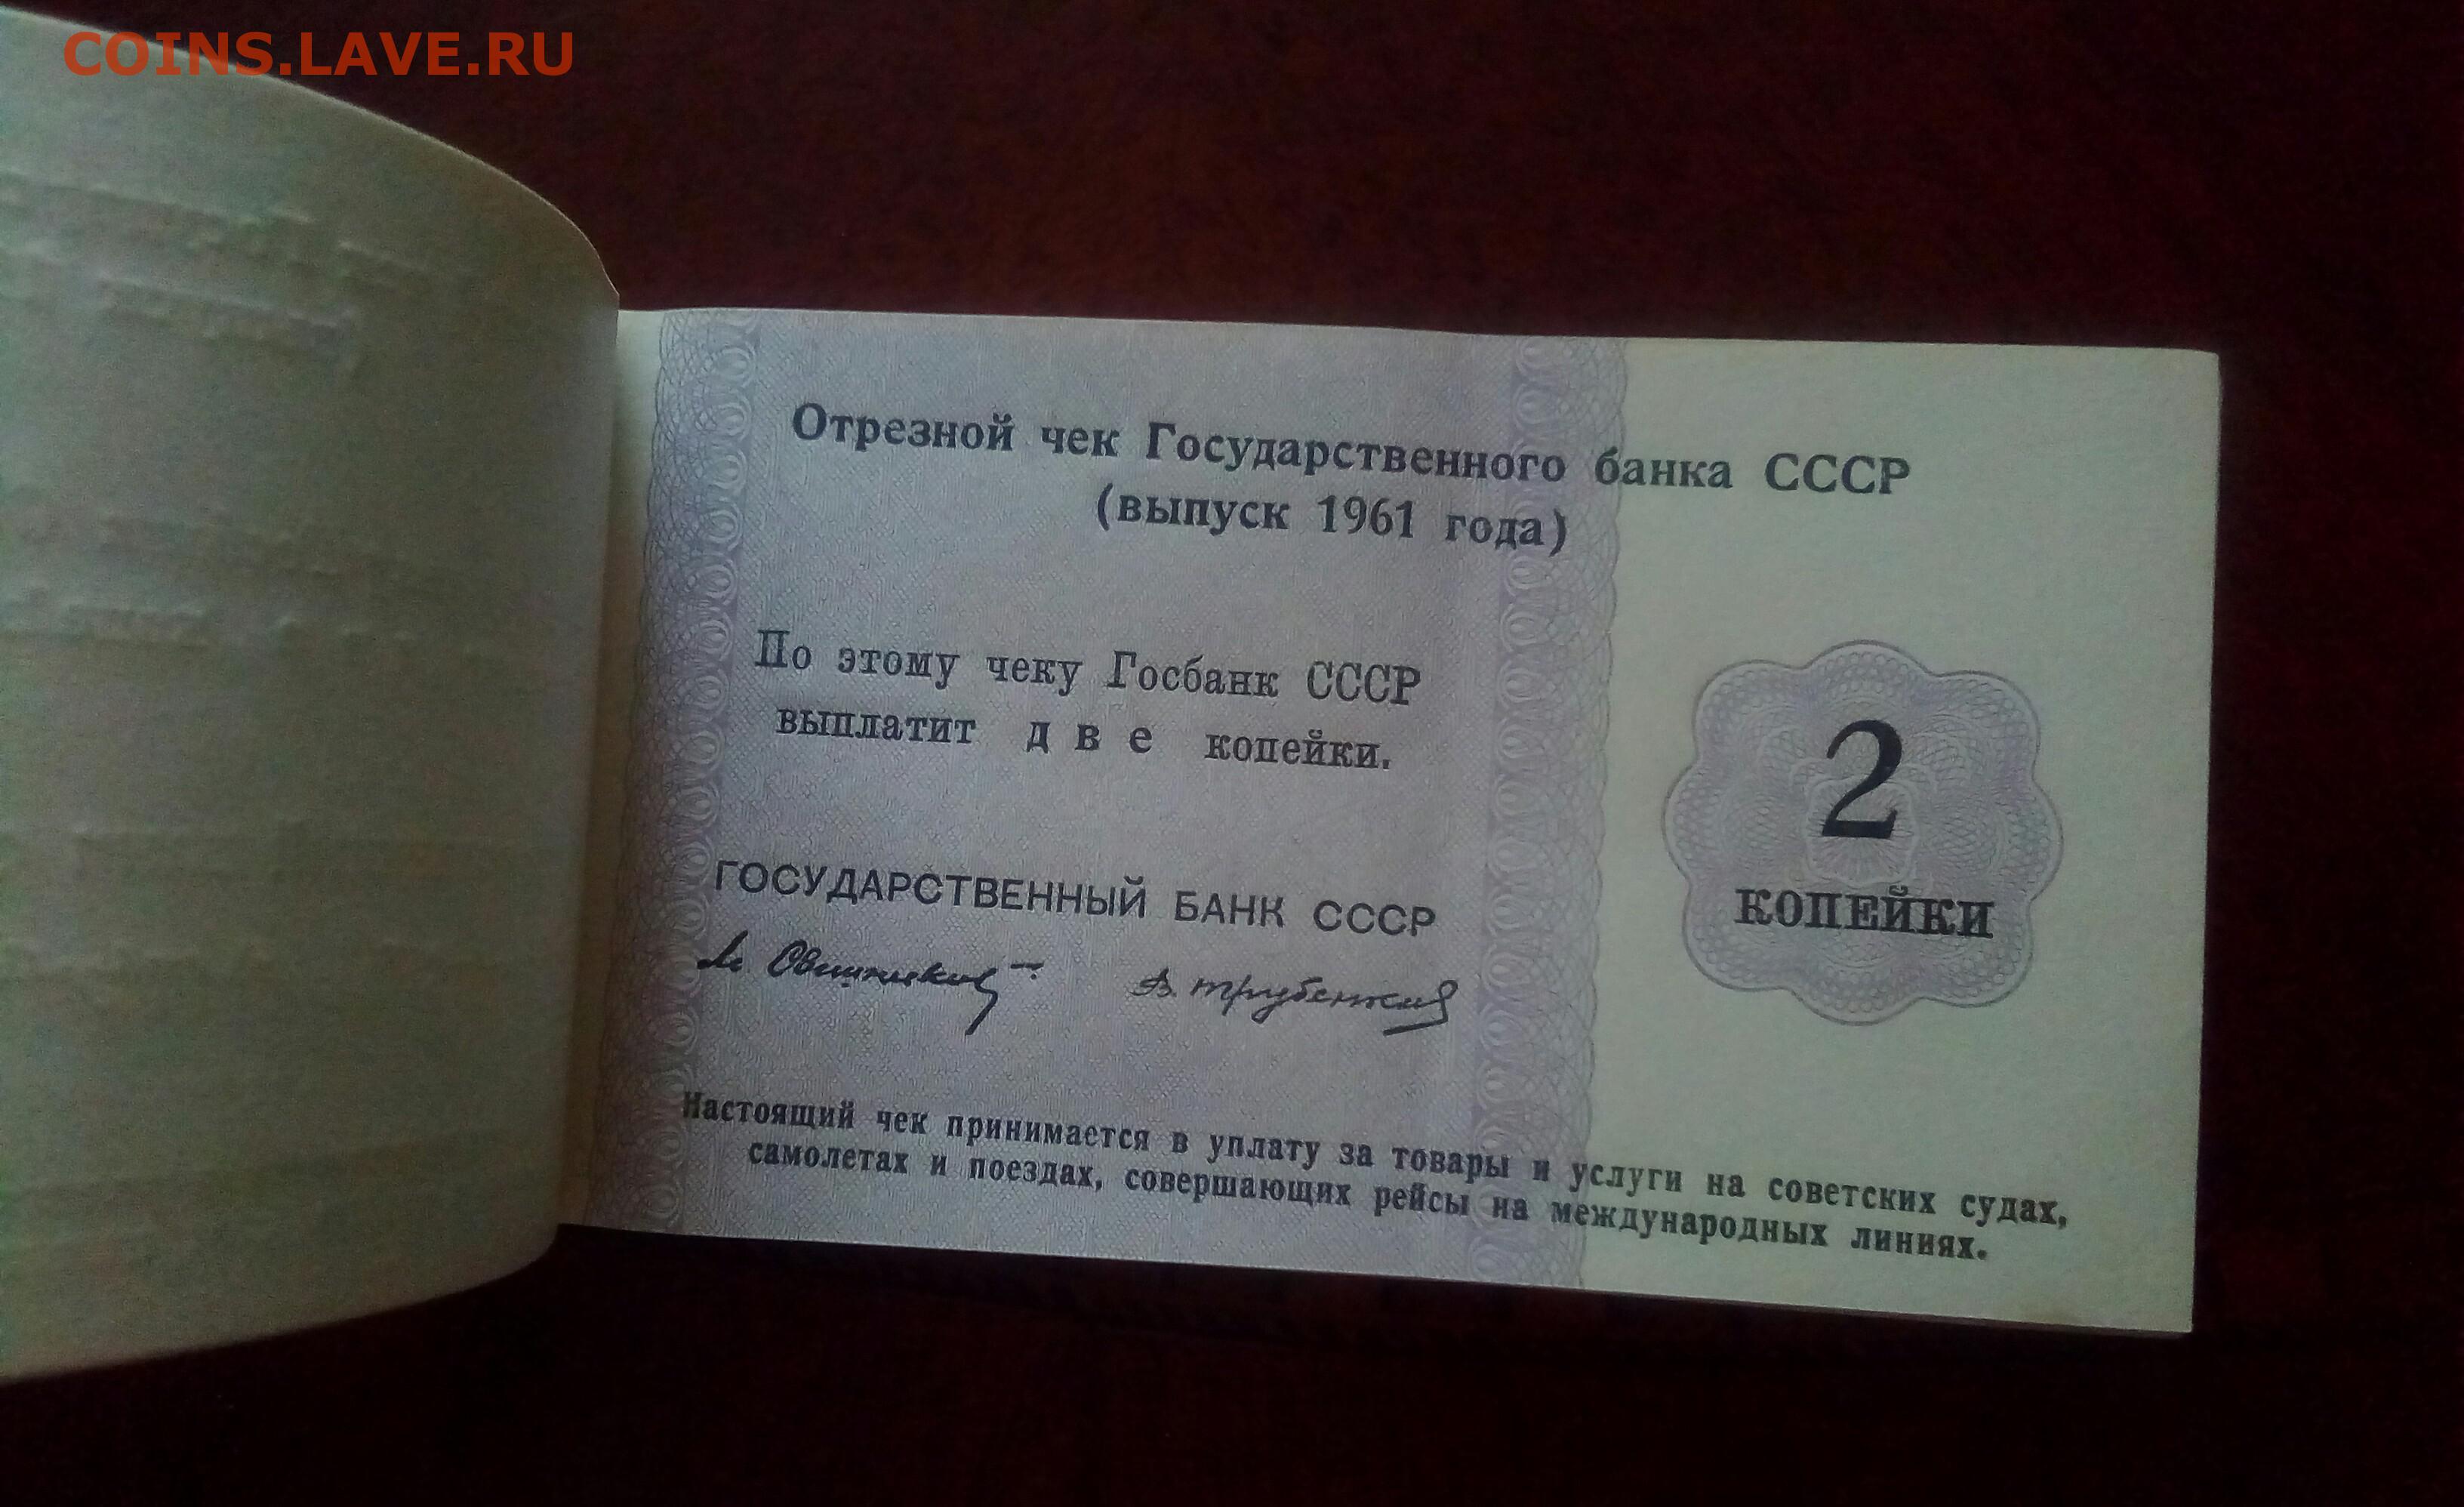 COINS.LAVE.RU
Отрезной чек Государственного банка СССР
(выпуск 1961 года)
По этому чеку Госбанк СССР
выплатит две копейки.
2
КОПЕЙКИ
ГОСУДАРСТВЕННЫЙ БАНК СССР
Настоящий чек принимается в уплату за товары и услуги на советских судах,
самолетах и поездах, совершающих рейсы на международных линиях.